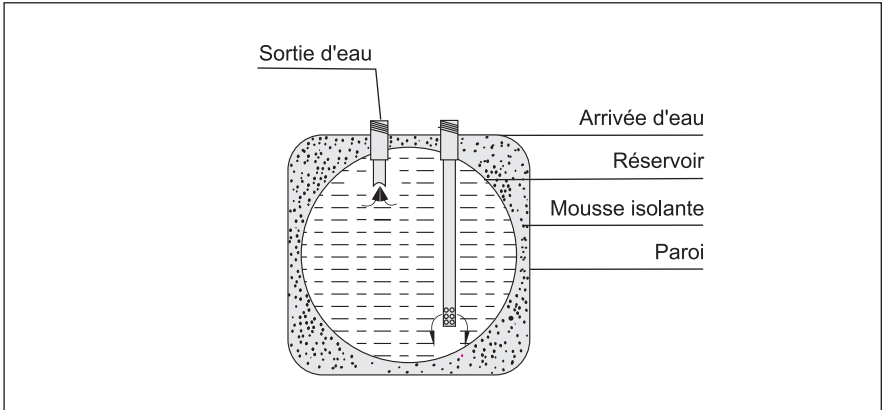 Sortie d'eau
Arrivée d'eau
Réservoir
Mousse isolante
Paroi